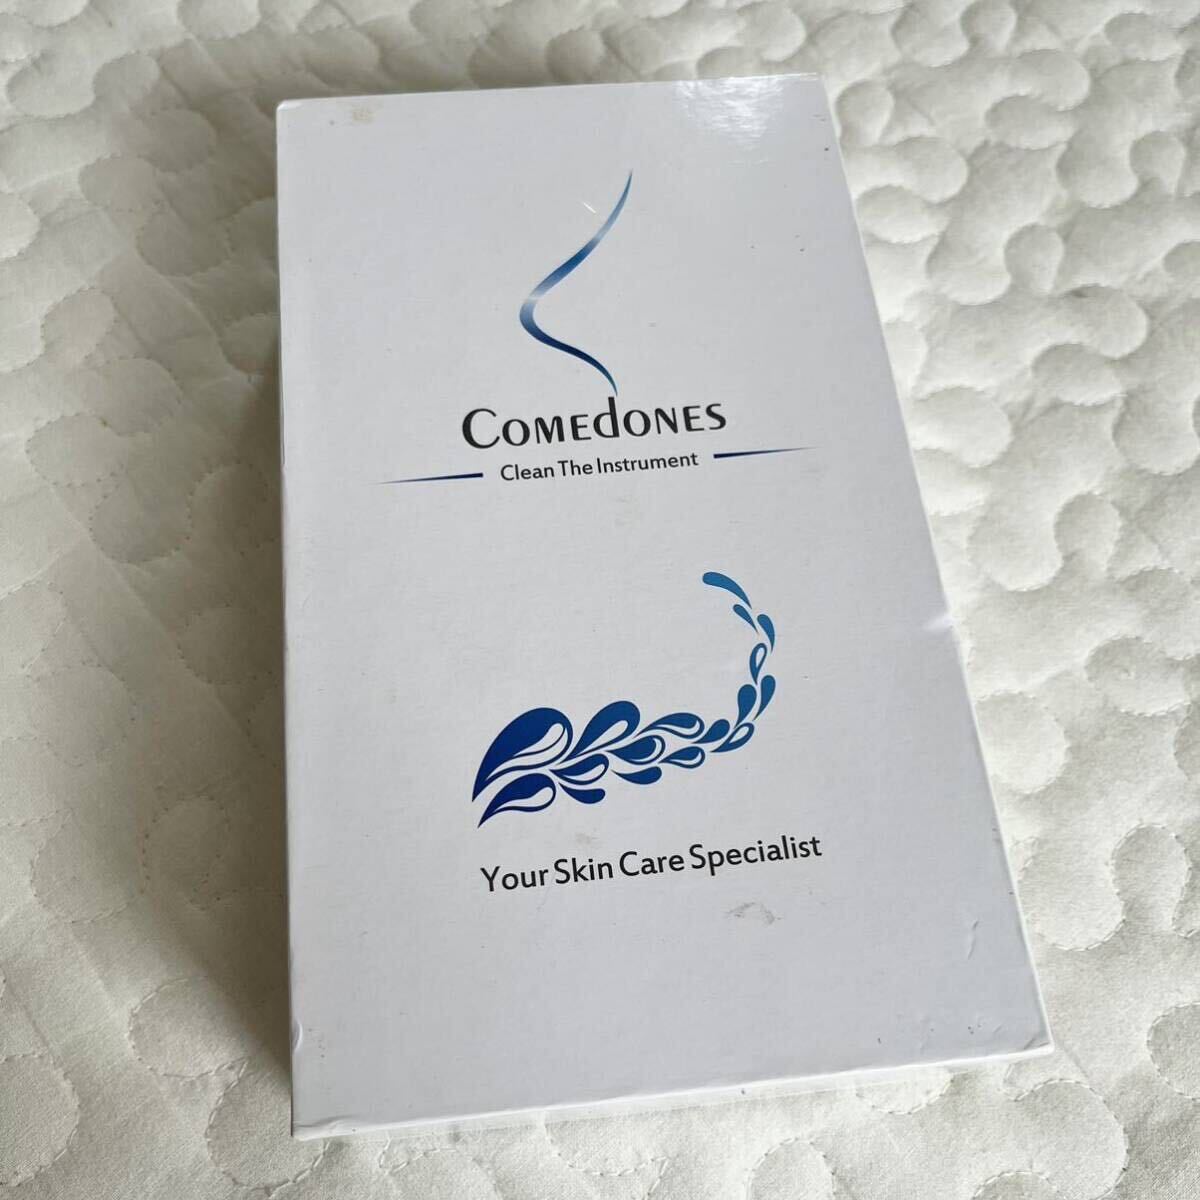 COMEdONES
Clean The Instrument
Your Skin Care Specialist